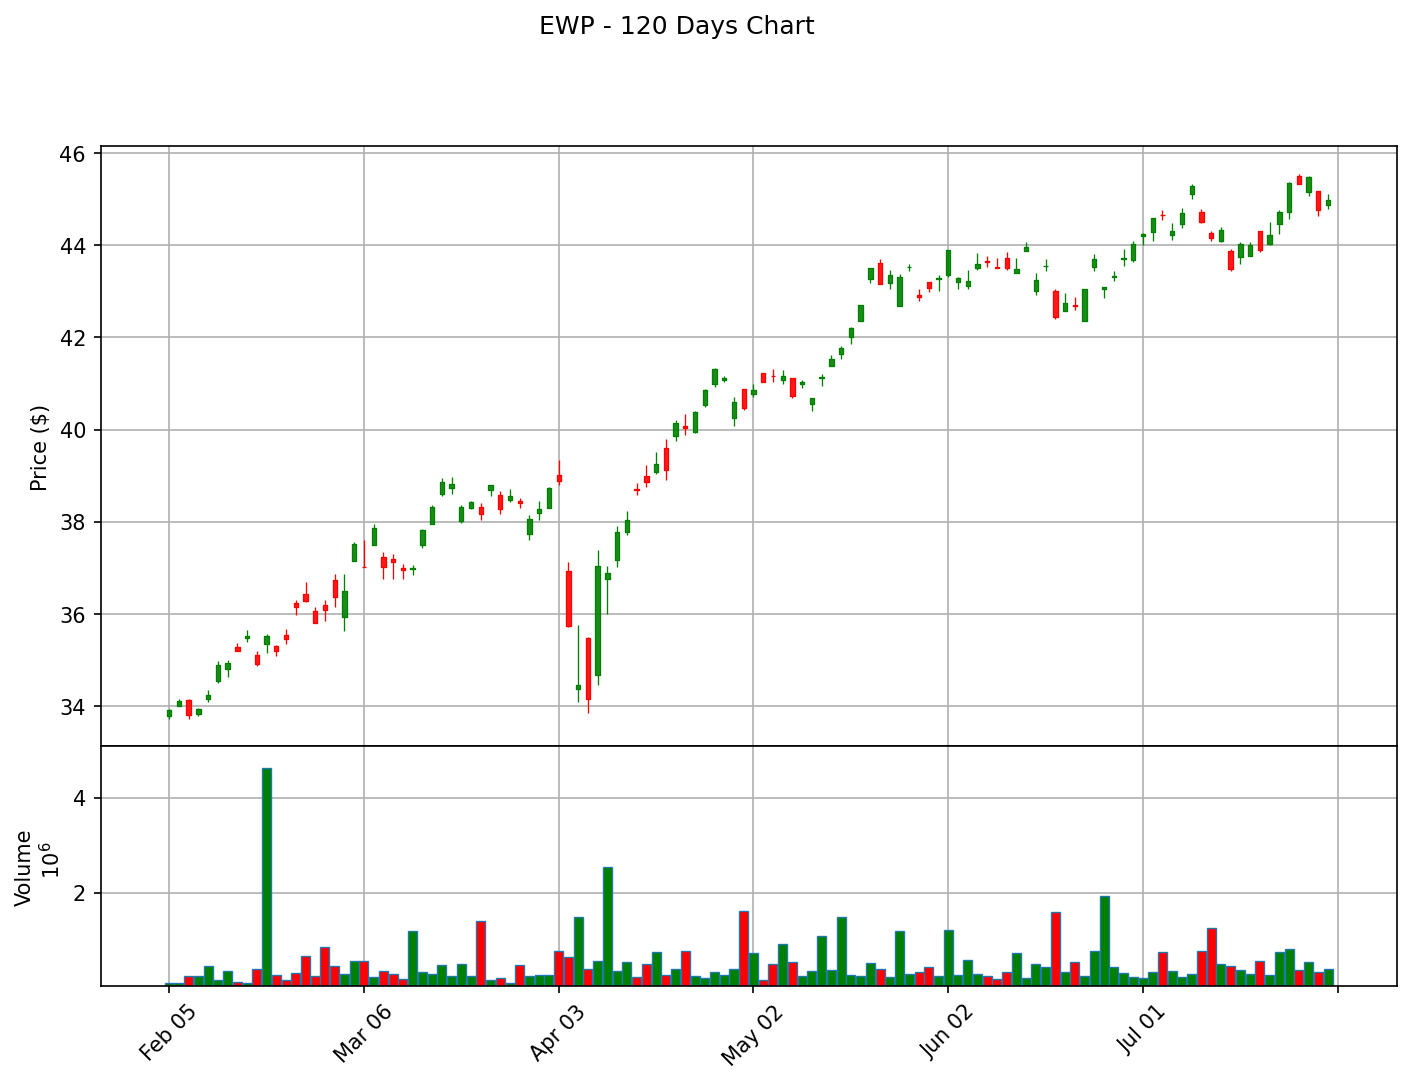 EWP - 120 Days Chart
46
44
42
40
38
36
34
Price ($)
4
2
Volume
10^6
Feb 05
Mar 06
Apr 03
May 02
Jun 02
Jul 01